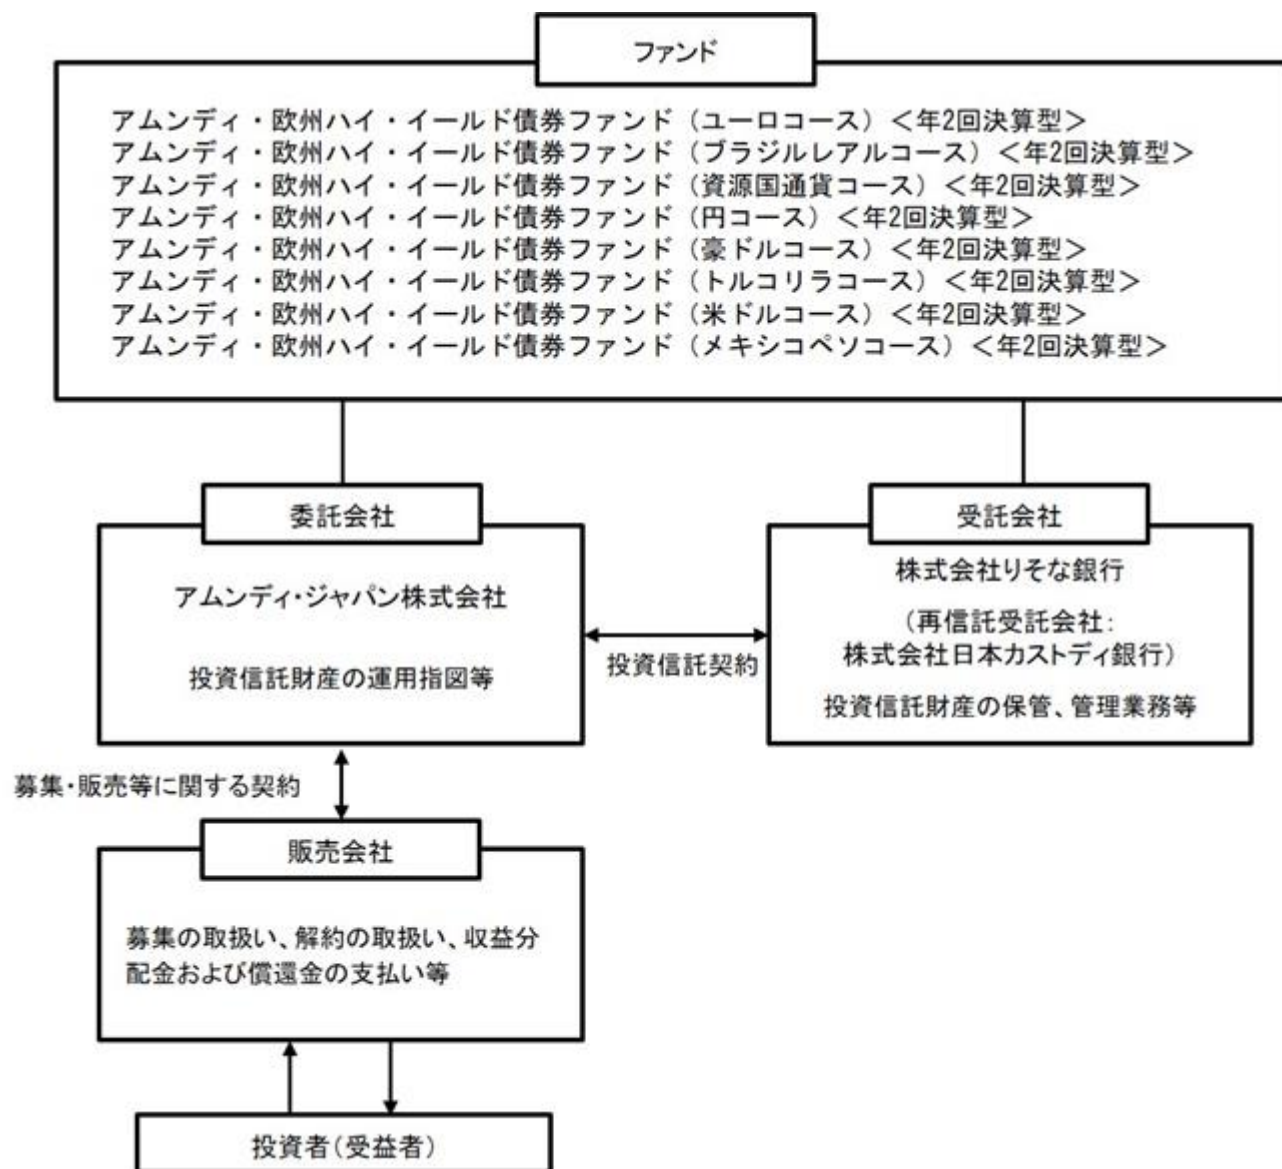 ファンド
アムンディ・欧州ハイ・イールド債券ファンド（ユーロコース）＜年2回決算型＞
アムンディ・欧州ハイ・イールド債券ファンド（ブラジルレアルコース）＜年2回決算型＞
アムンディ・欧州ハイ・イールド債券ファンド（資源国通貨コース）＜年2回決算型＞
アムンディ・欧州ハイ・イールド債券ファンド（円コース）＜年2回決算型＞
アムンディ・欧州ハイ・イールド債券ファンド（豪ドルコース）＜年2回決算型＞
アムンディ・欧州ハイ・イールド債券ファンド（トルコリラコース）＜年2回決算型＞
アムンディ・欧州ハイ・イールド債券ファンド（米ドルコース）＜年2回決算型＞
アムンディ・欧州ハイ・イールド債券ファンド（メキシコペソコース）＜年2回決算型＞
委託会社
アムンディ・ジャパン株式会社
投資信託財産の運用指図等
投資信託契約
受託会社
株式会社りそな銀行
（再信託受託会社：
株式会社日本カストディ銀行）
投資信託財産の保管、管理業務等
募集・販売等に関する契約
販売会社
募集の取扱い、解約の取扱い、収益分
配金および償還金の支払い等
投資者（受益者）